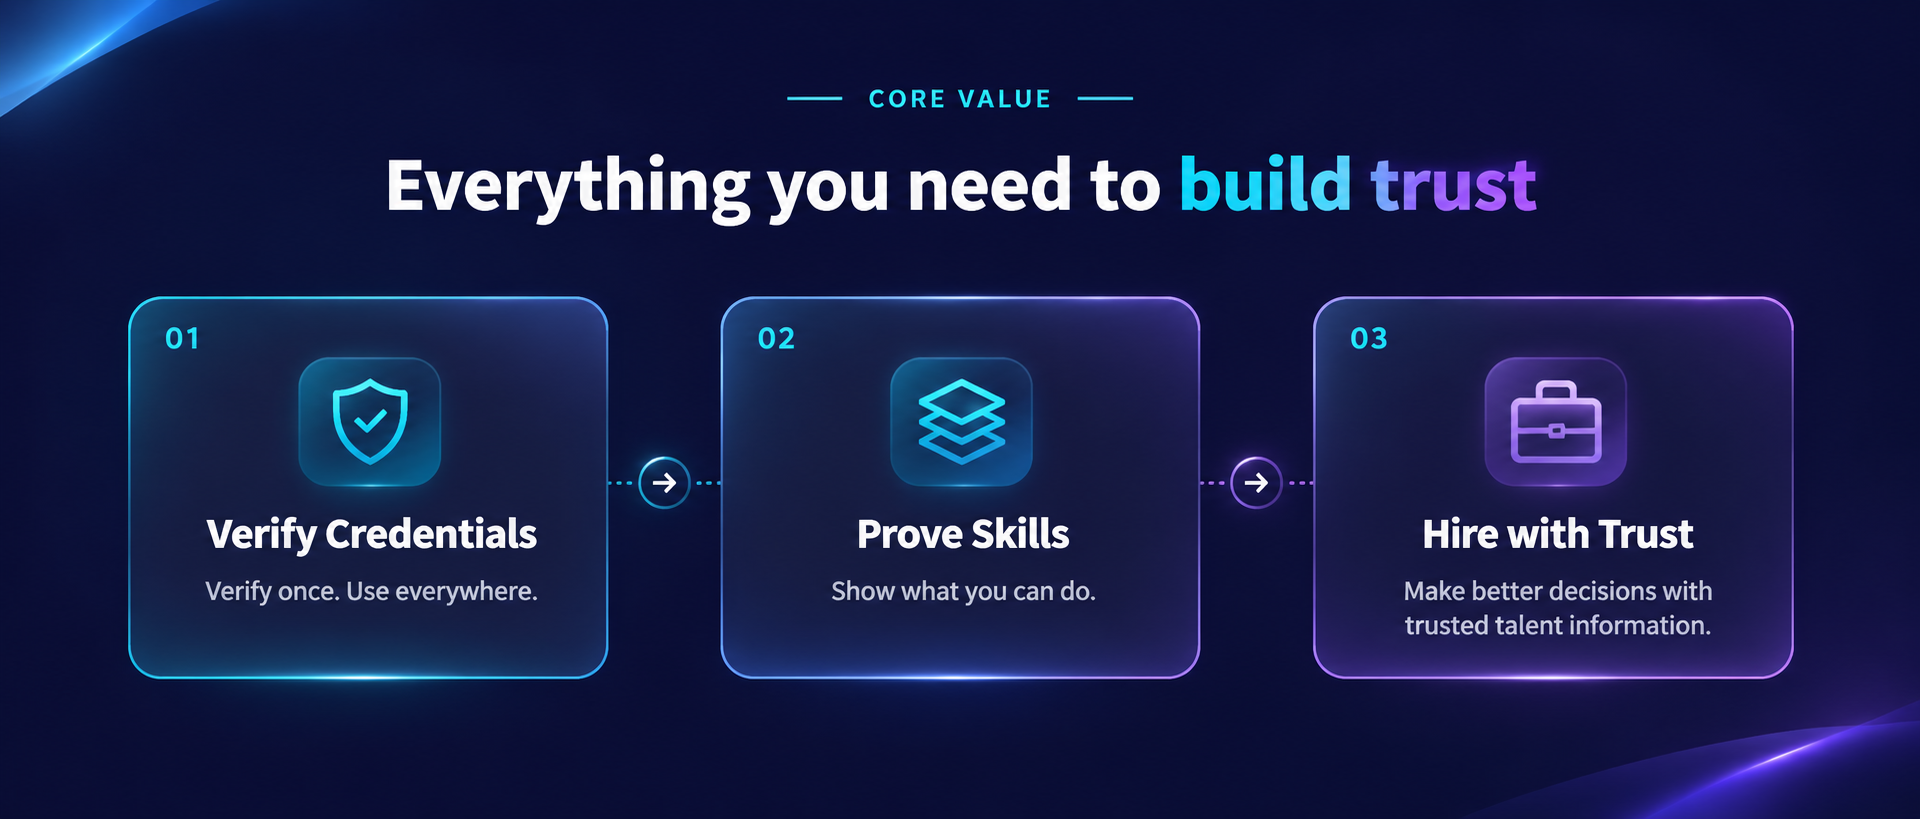 CORE VALUE
Everything you need to build trust
01
Verify Credentials
Verify once. Use everywhere.
02
Prove Skills
Show what you can do.
03
Hire with Trust
Make better decisions with
trusted talent information.